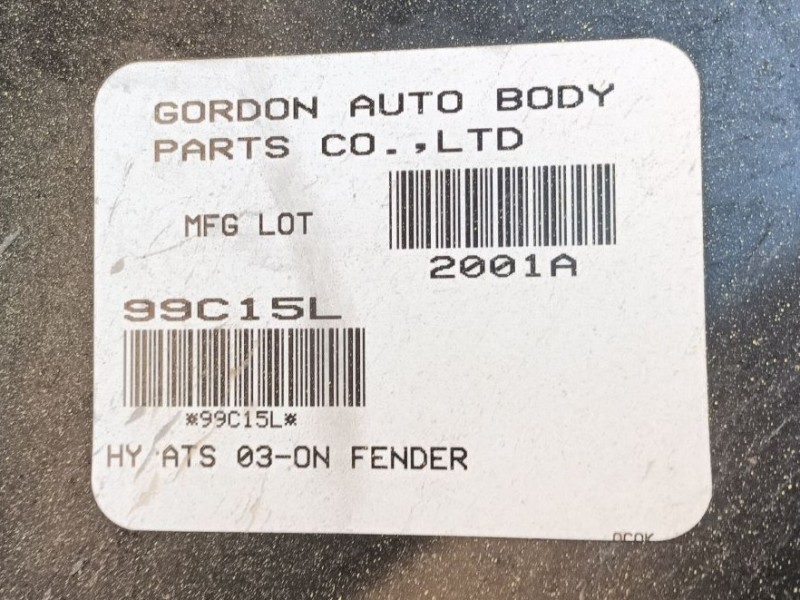 GORDON AUTO BODY
PARTS CO.,LTD
MFG LOT
2001A
99C15L
*99C15L*
HY ATS 03-ON FENDER